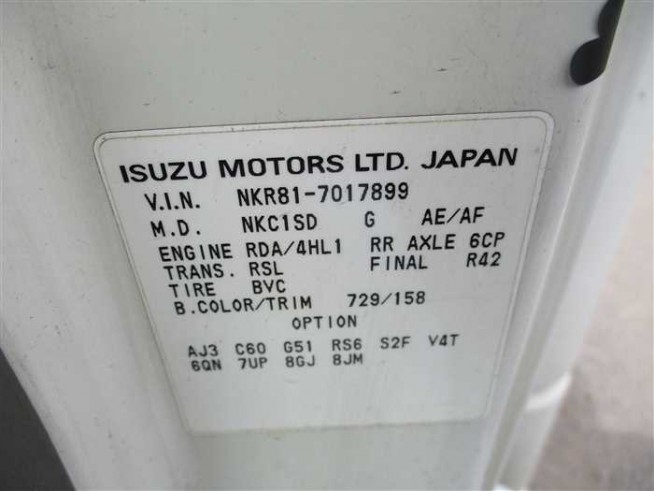 ISUZU MOTORS LTD. JAPAN
V.I.N. NKR81-7017899
M.D. NKC1SD G AE/AF
ENGINE RDA/4HL1 RR AXLE 6CP
TRANS. RSL FINAL R42
TIRE BVC
B.COLOR/TRIM 729/158
OPTION
AJ3 C60 G51 RS6 S2F V4T
6QN 7UP 8GJ 8JM